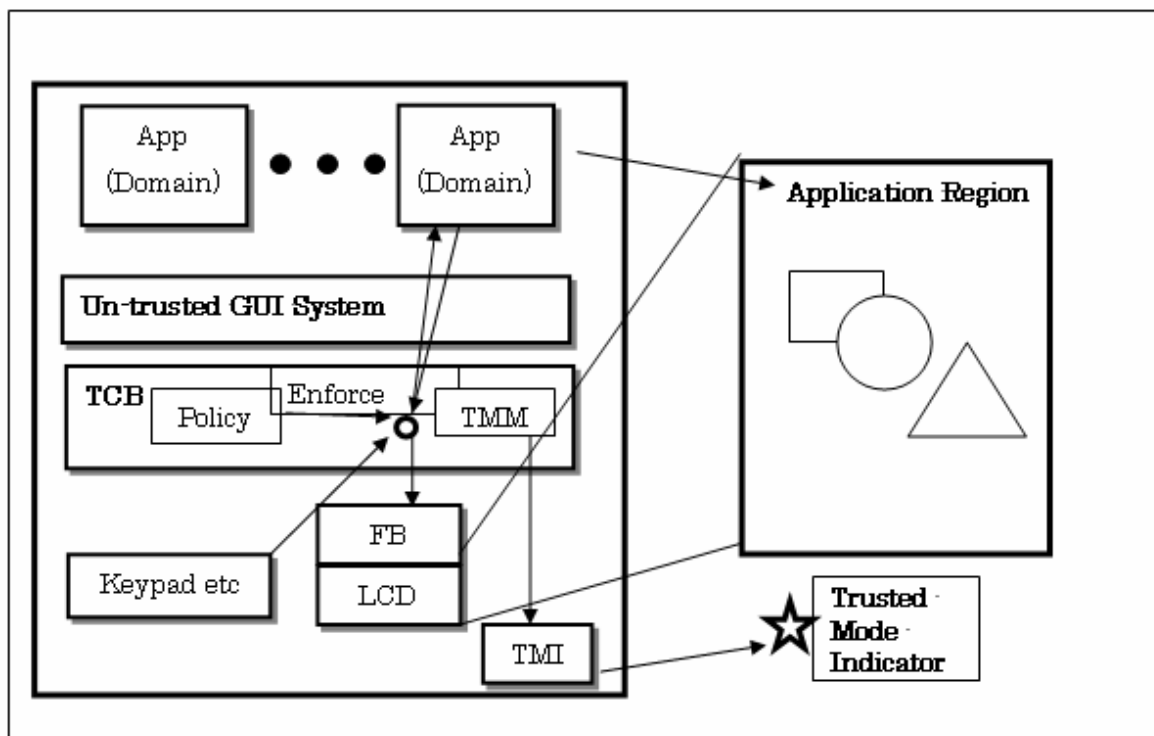 App
(Domain)
App
(Domain)
Application Region
Un-trusted GUI System
TCB
Enforce
Policy
TMM
FB
Keypad etc
LCD
TMI
Trusted -
Mode -
Indicator